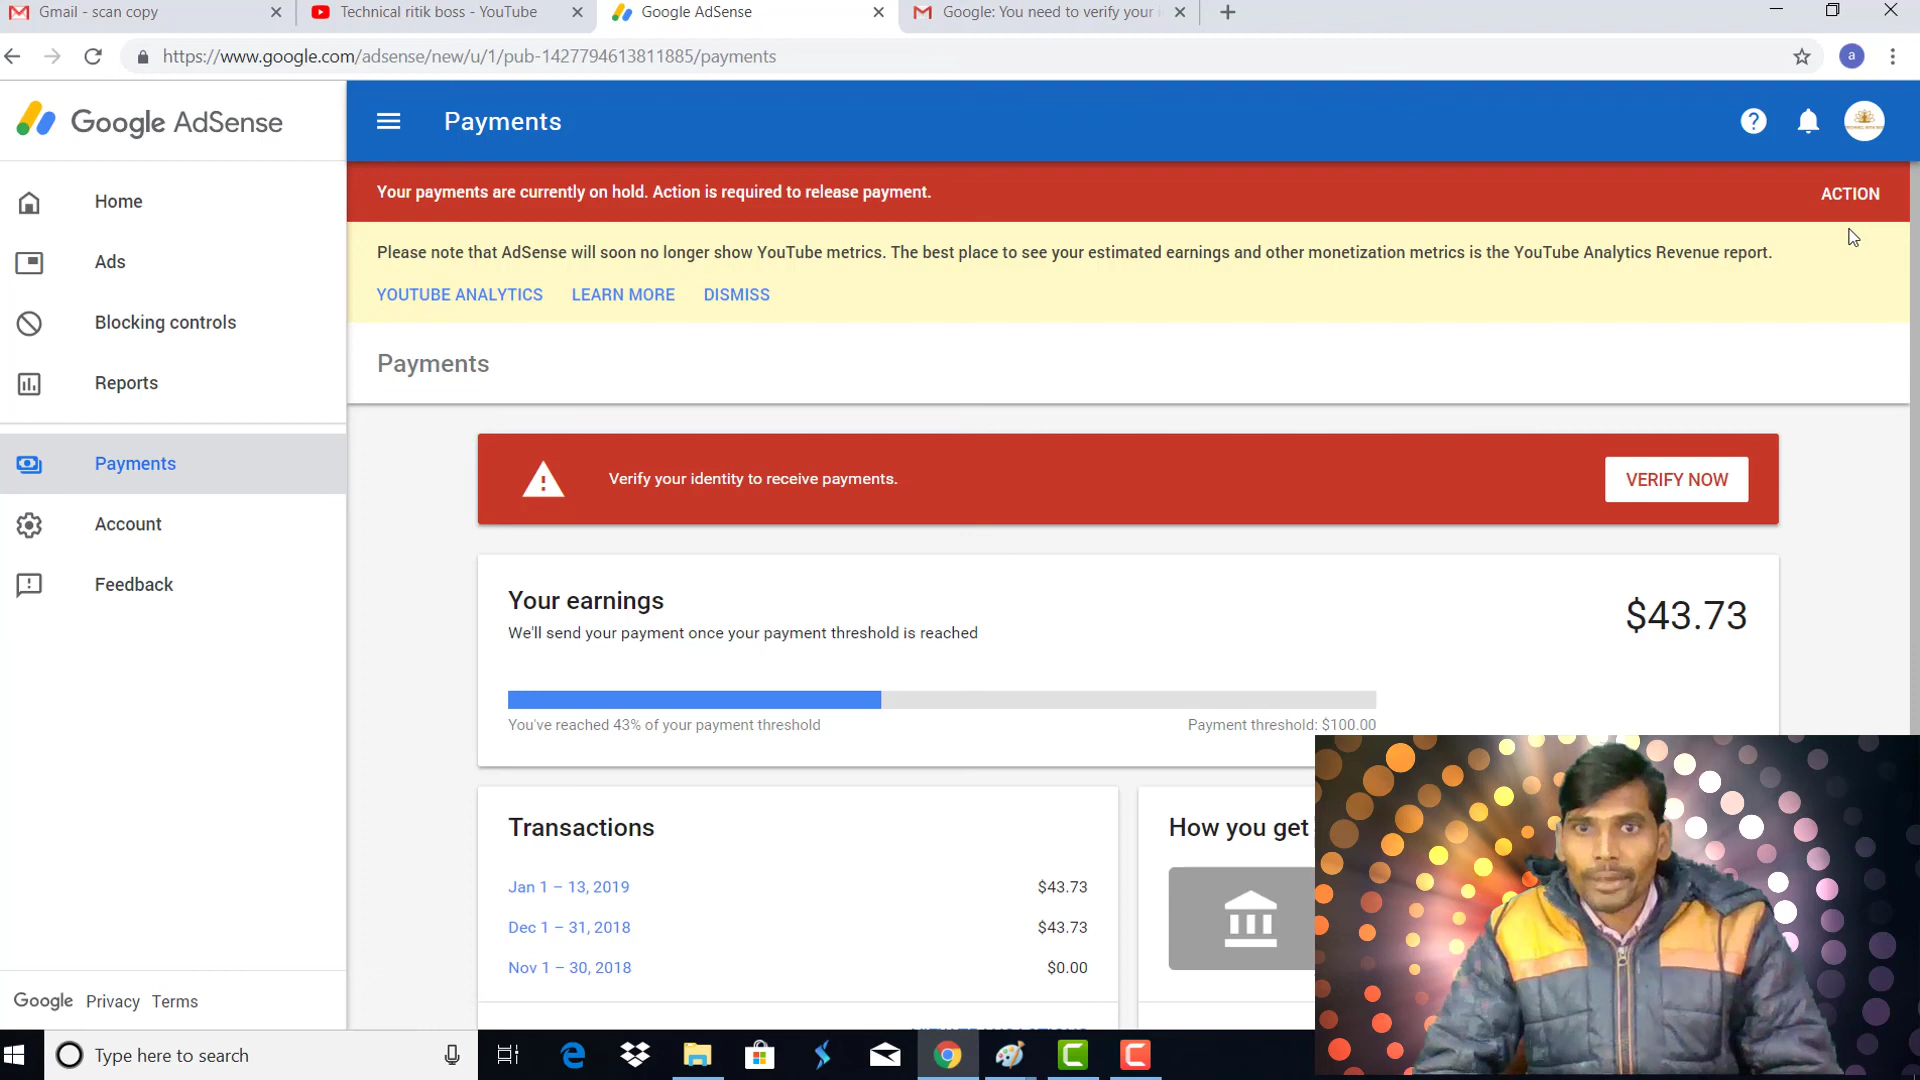 Gmail - scan copy
Technical ritik boss - YouTube
Google AdSense
Google: You need to verify your
https://www.google.com/adsense/new/u/1/pub-1427794613811885/payments
a
Google AdSense
Payments
?
Your payments are currently on hold. Action is required to release payment.
ACTION
Please note that AdSense will soon no longer show YouTube metrics. The best place to see your estimated earnings and other monetization metrics is the YouTube Analytics Revenue report.
YOUTUBE ANALYTICS LEARN MORE DISMISS
Home
Ads
Blocking controls
Reports
Payments
Account
Feedback
Payments
Verify your identity to receive payments.
VERIFY NOW
Your earnings
$43.73
We'll send your payment once your payment threshold is reached
You've reached 43% of your payment threshold
Payment threshold: $100.00
Transactions
Jan 1 – 13, 2019 $43.73
Dec 1 – 31, 2018 $43.73
Nov 1 – 30, 2018 $0.00
How you get
Google Privacy Terms
Type here to search